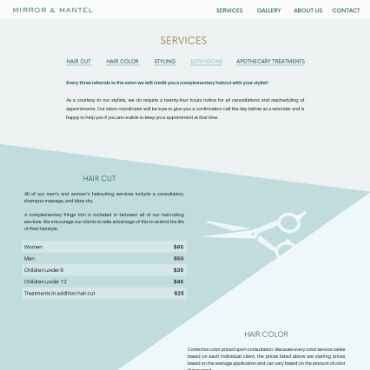 MIRROR & MANTEL
SERVICES GALLERY ABOUT US CONTACT
SERVICES
HAIR CUT HAIR COLOR STYLING EXTENSIONS APOTHECARY TREATMENTS
Every three referrals to the salon we will credit you a complementary haircut with your stylist!
As a courtesy to our stylists, we do require a twenty-four hours notice for all cancellations and rescheduling of
appointments. Our salon coordinator will be sure to give you a confirmation call the day before as a reminder and is
happy to help you if you are unable to keep your appointment at that time.
HAIR CUT
All of our men's and women's haircutting services include a consultation,
shampoo massage, and blow dry.
A complementary fringe trim is included in between all of our haircutting
services. We encourage our clients to take advantage of this to extend the life
of their hairstyle.
Women $65
Men $50
Children under 6 $35
Children under 12 $45
Treatments in addition hair cut $25
HAIR COLOR
Corrective color priced upon consultation. Because every color service varies
based on each individual client, the prices listed above are starting prices
based on the average application and can vary based on the amount of color